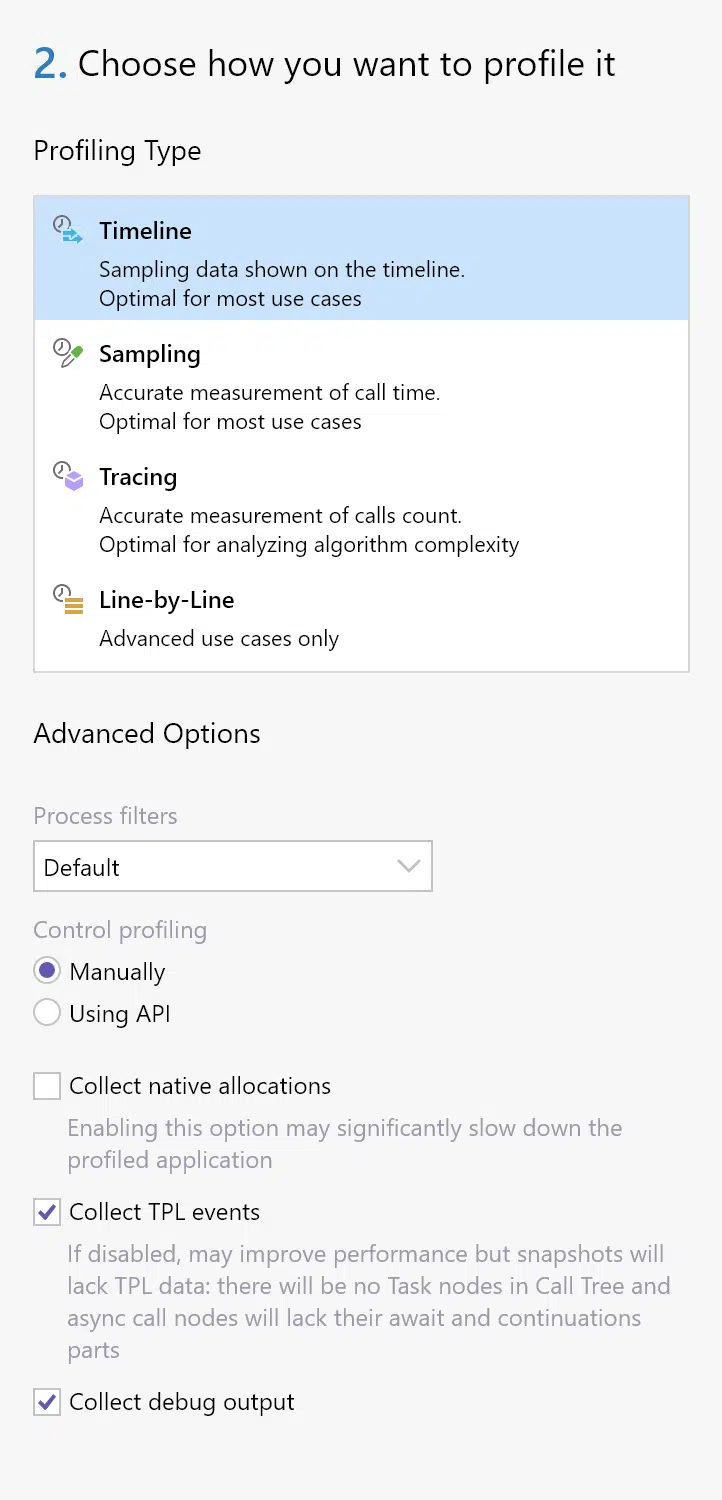 2. Choose how you want to profile it
Profiling Type
Timeline
Sampling data shown on the timeline.
Optimal for most use cases
Sampling
Accurate measurement of call time.
Optimal for most use cases
Tracing
Accurate measurement of calls count.
Optimal for analyzing algorithm complexity
Line-by-Line
Advanced use cases only
Advanced Options
Process filters
Default
Control profiling
Manually
Using API
Collect native allocations
Enabling this option may significantly slow down the
profiled application
Collect TPL events
If disabled, may improve performance but snapshots will
lack TPL data: there will be no Task nodes in Call Tree and
async call nodes will lack their await and continuations
parts
Collect debug output